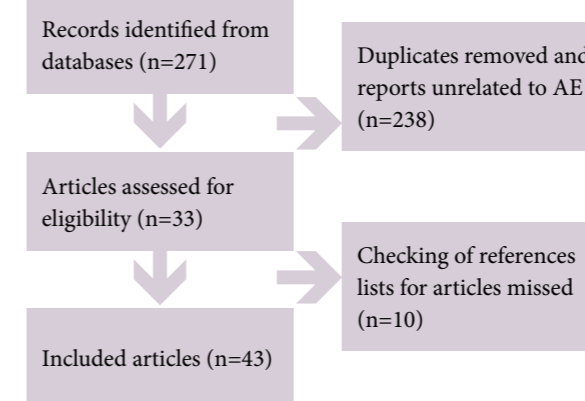 Records identified from
databases (n=271)
Duplicates removed and
reports unrelated to AE
(n=238)
Articles assessed for
eligibility (n=33)
Checking of references
lists for articles missed
(n=10)
Included articles (n=43)